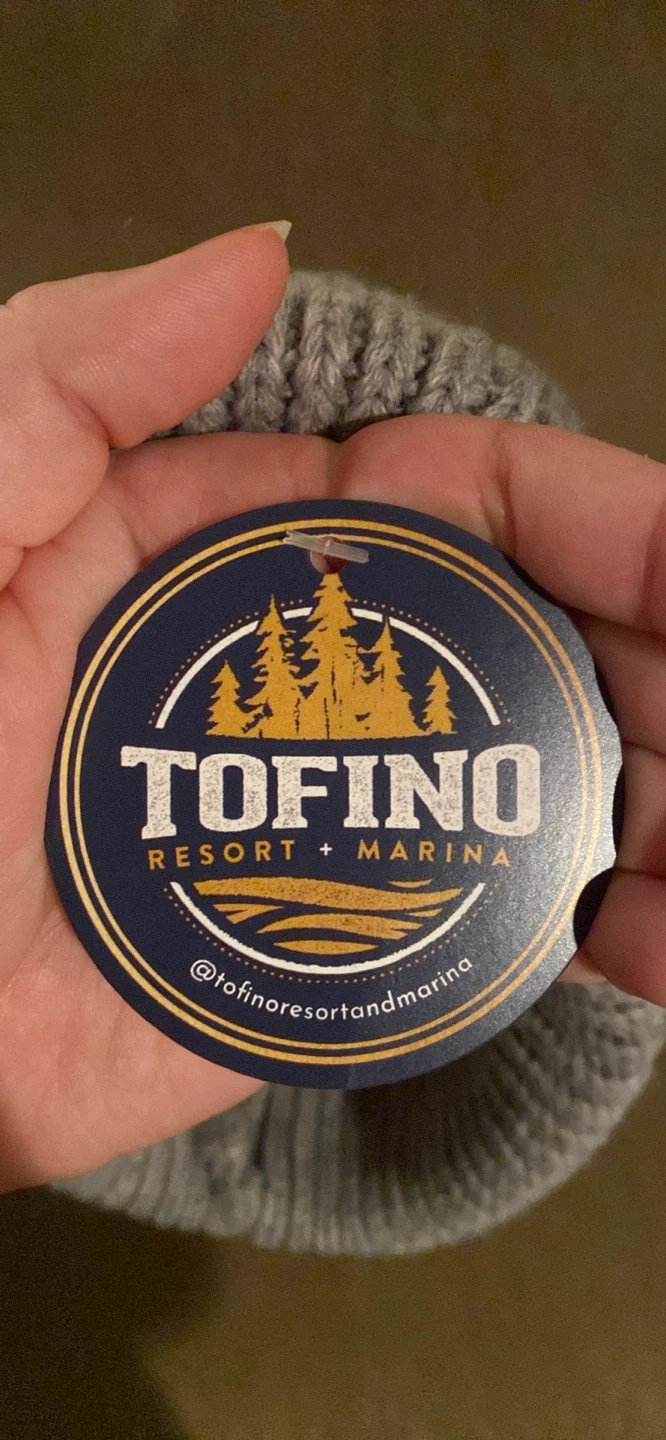 TOFINO
RESORT + MARINA
@tofinoresortandmarina